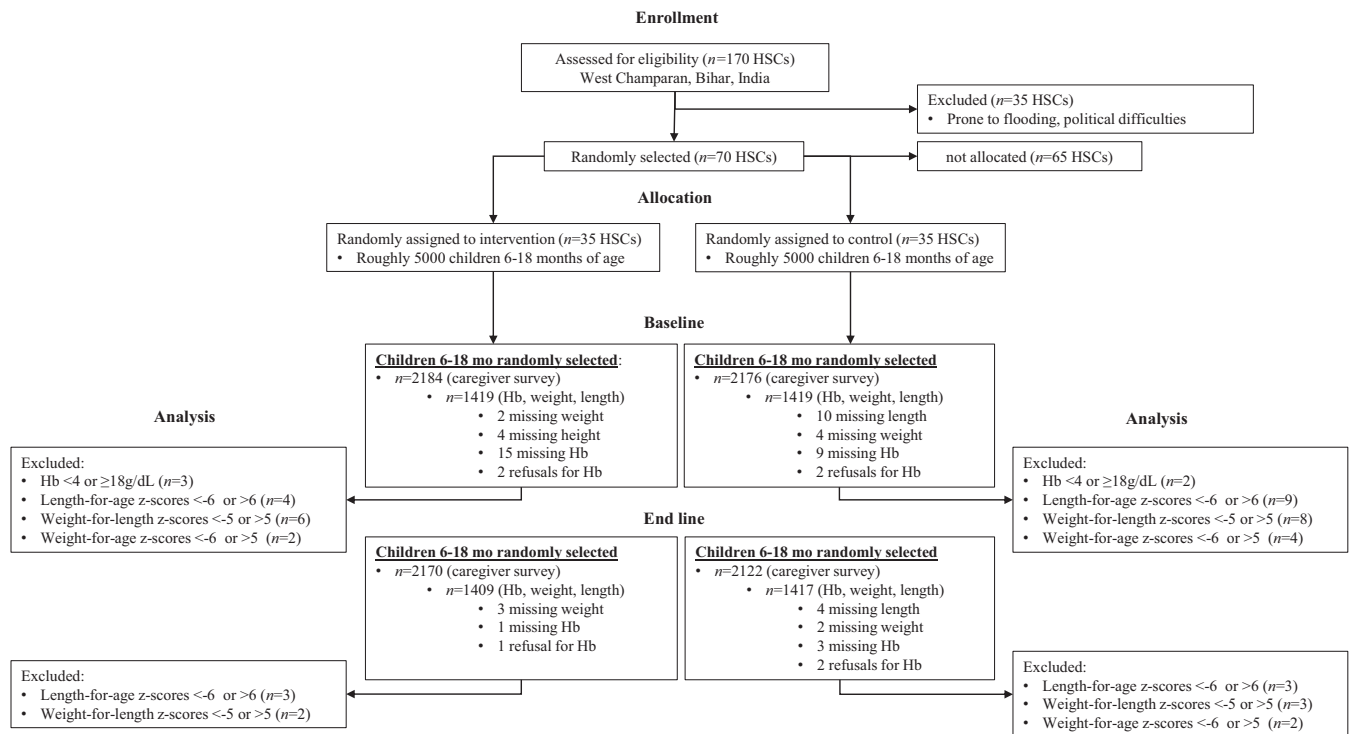 Enrollment
Assessed for eligibility (n=170 HSCs)
West Champaran, Bihar, India
Excluded (n=35 HSCs)
• Prone to flooding, political difficulties
Randomly selected (n=70 HSCs)
not allocated (n=65 HSCs)
Allocation
Randomly assigned to intervention (n=35 HSCs)
• Roughly 5000 children 6-18 months of age
Randomly assigned to control (n=35 HSCs)
• Roughly 5000 children 6-18 months of age
Baseline
Children 6-18 mo randomly selected:
• n=2184 (caregiver survey)
• n=1419 (Hb, weight, length)
• 2 missing weight
• 4 missing height
• 15 missing Hb
• 2 refusals for Hb
Children 6-18 mo randomly selected
• n=2176 (caregiver survey)
• n=1419 (Hb, weight, length)
• 10 missing length
• 4 missing weight
• 9 missing Hb
• 2 refusals for Hb
Analysis
Excluded:
• Hb <4 or ≥18g/dL (n=3)
• Length-for-age z-scores <-6 or >6 (n=4)
• Weight-for-length z-scores <-5 or >5 (n=6)
• Weight-for-age z-scores <-6 or >5 (n=2)
Analysis
Excluded:
• Hb <4 or ≥18g/dL (n=2)
• Length-for-age z-scores <-6 or >6 (n=9)
• Weight-for-length z-scores <-5 or >5 (n=8)
• Weight-for-age z-scores <-6 or >5 (n=4)
End line
Children 6-18 mo randomly selected
• n=2170 (caregiver survey)
• n=1409 (Hb, weight, length)
• 3 missing weight
• 1 missing Hb
• 1 refusal for Hb
Children 6-18 mo randomly selected
• n=2122 (caregiver survey)
• n=1417 (Hb, weight, length)
• 4 missing length
• 2 missing weight
• 3 missing Hb
• 2 refusals for Hb
Excluded:
• Length-for-age z-scores <-6 or >6 (n=3)
• Weight-for-length z-scores <-5 or >5 (n=2)
Excluded:
• Length-for-age z-scores <-6 or >6 (n=3)
• Weight-for-length z-scores <-5 or >5 (n=3)
• Weight-for-age z-scores <-6 or >5 (n=2)